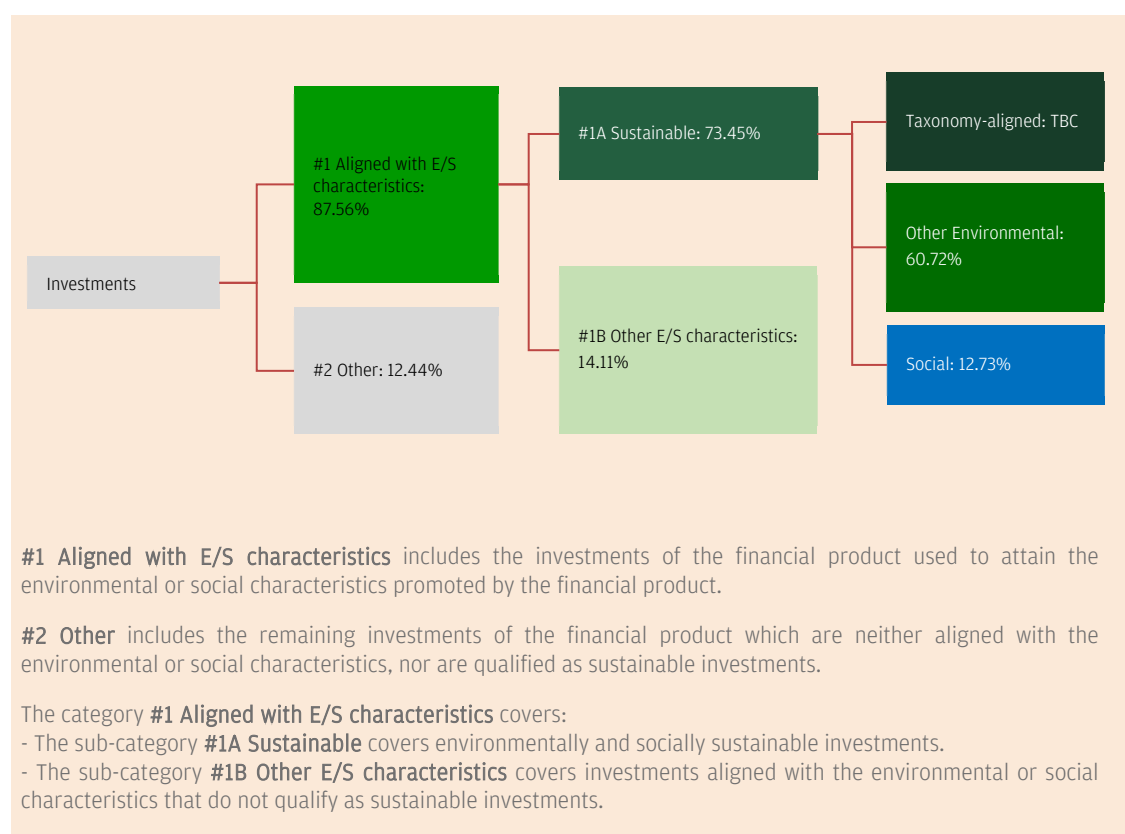 Investments
#1 Aligned with E/S
characteristics:
87.56%
#2 Other: 12.44%
#1A Sustainable: 73.45%
#1B Other E/S characteristics:
14.11%
Taxonomy-aligned: TBC
Other Environmental:
60.72%
Social: 12.73%
#1 Aligned with E/S characteristics includes the investments of the financial product used to attain the
environmental or social characteristics promoted by the financial product.
#2 Other includes the remaining investments of the financial product which are neither aligned with the
environmental or social characteristics, nor are qualified as sustainable investments.
The category #1 Aligned with E/S characteristics covers:
- The sub-category #1A Sustainable covers environmentally and socially sustainable investments.
- The sub-category #1B Other E/S characteristics covers investments aligned with the environmental or social
characteristics that do not qualify as sustainable investments.